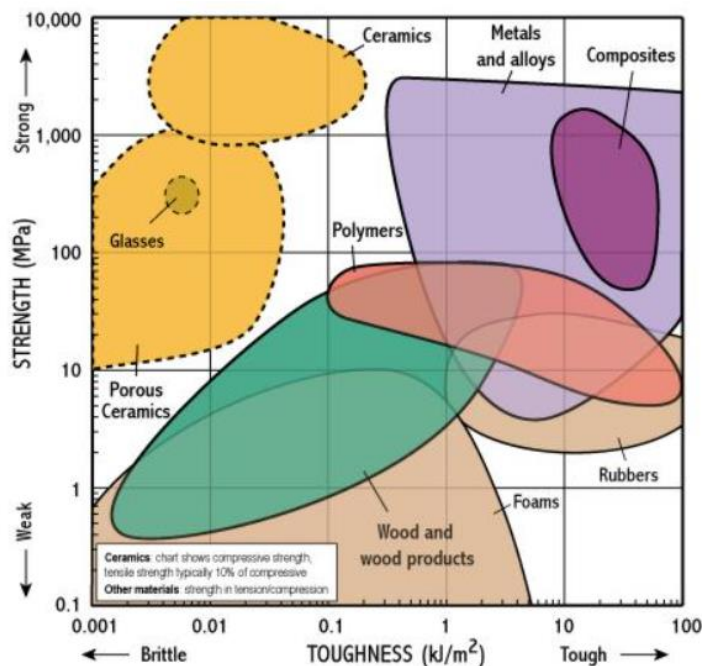 10,000
1,000
100
10
1
0.1
Strong
STRENGTH (MPa)
Weak
Ceramics
Metals
and alloys
Composites
Glasses
Polymers
Porous
Ceramics
Rubbers
Foams
Wood and
wood products
Ceramics: chart shows compressive strength,
tensile strength typically 10% of compressive
Other materials: strength in tension/compression
0.001
0.01
0.1
1
10
100
Brittle
TOUGHNESS (kJ/m²)
Tough